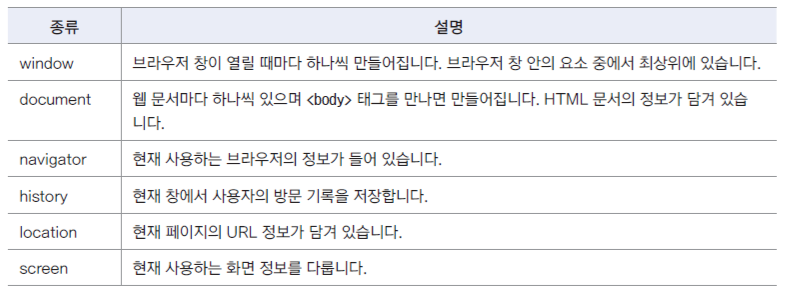 종류 설명
window 브라우저 창이 열릴 때마다 하나씩 만들어집니다. 브라우저 창 안의 요소 중에서 최상위에 있습니다.
document 웹 문서마다 하나씩 있으며 <body> 태그를 만나면 만들어집니다. HTML 문서의 정보가 담겨 있습
니다.
navigator 현재 사용하는 브라우저의 정보가 들어 있습니다.
history 현재 창에서 사용자의 방문 기록을 저장합니다.
location 현재 페이지의 URL 정보가 담겨 있습니다.
screen 현재 사용하는 화면 정보를 다룹니다.